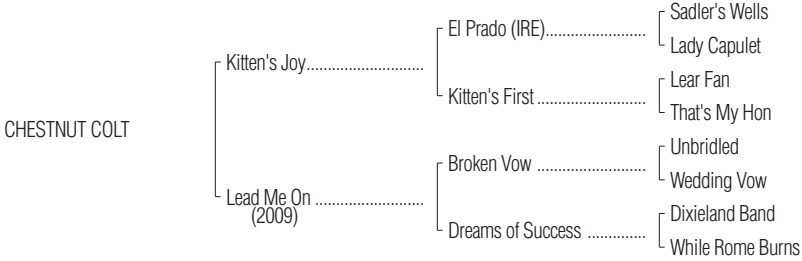 Sadler's Wells
El Prado (IRE)........................
Lady Capulet
Kitten's Joy............................
Lear Fan
Kitten's First..........................
That's My Hon
CHESTNUT COLT
Unbridled
Broken Vow ..........................
Wedding Vow
Lead Me On ..........................
(2009)
Dixieland Band
Dreams of Success ..............
While Rome Burns